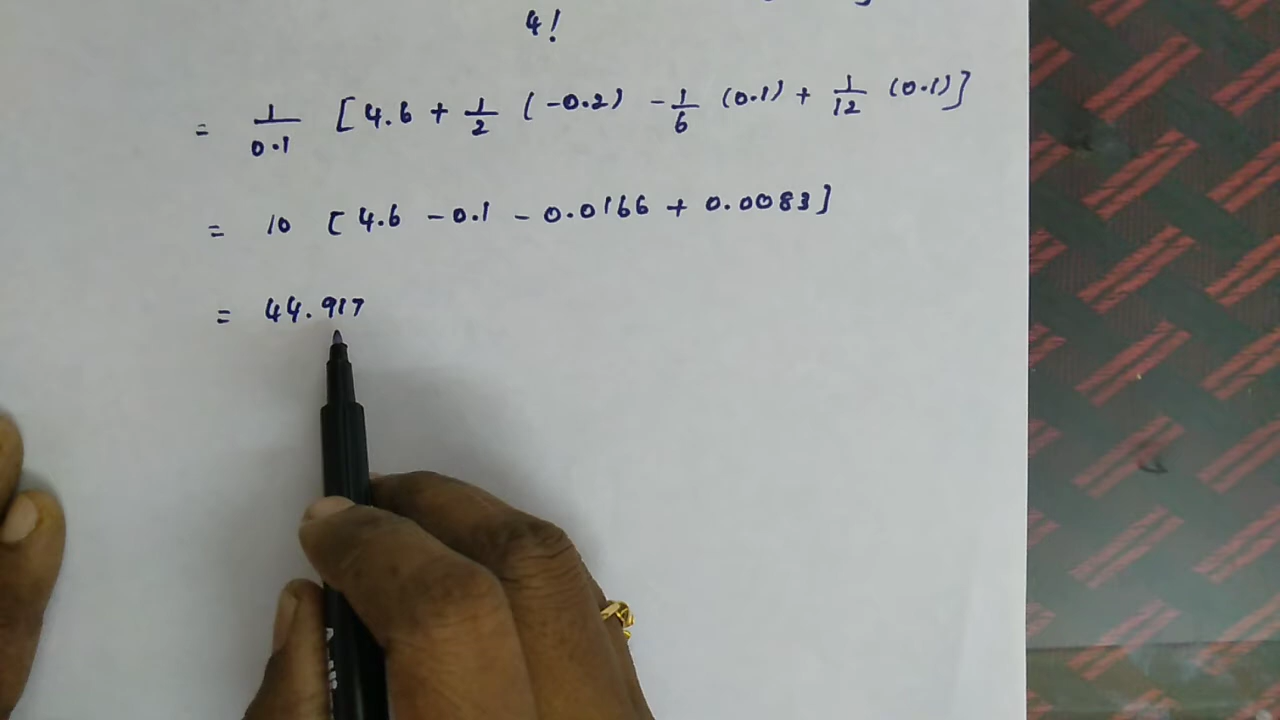 4!
= 1/0.1 [4.6 + 1/2 (-0.2) - 1/6 (0.1) + 1/12 (0.1)]
= 10 [4.6 - 0.1 - 0.0166 + 0.0083]
= 44.917